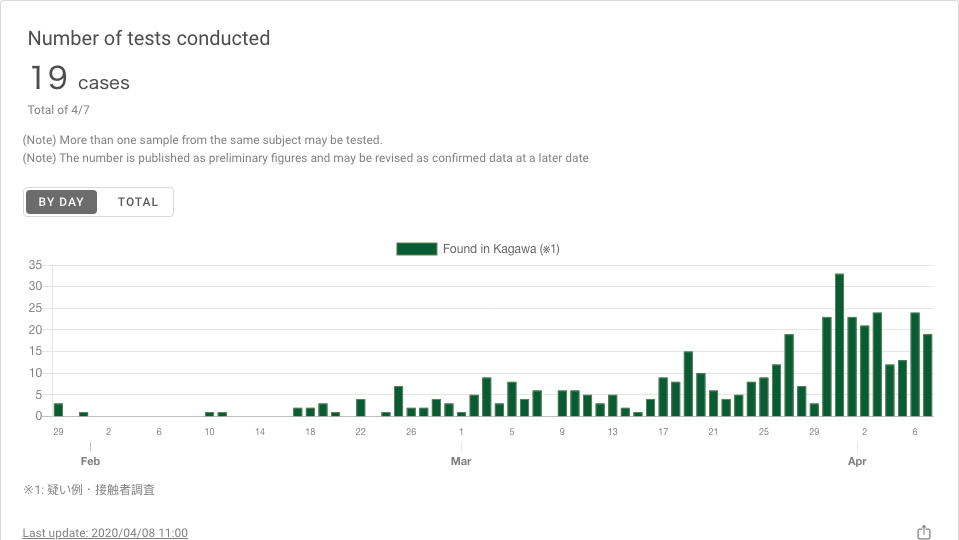 Number of tests conducted
19 cases
Total of 4/7
(Note) More than one sample from the same subject may be tested.
(Note) The number is published as preliminary figures and may be revised as confirmed data at a later date
BY DAY TOTAL
Found in Kagawa (※1)
35
30
25
20
15
10
5
0
29 2 6 10 14 18 22 26 1 5 9 13 17 21 25 29 2 6
Feb Mar Apr
※1: 疑い例・接触者調査
Last update: 2020/04/08 11:00